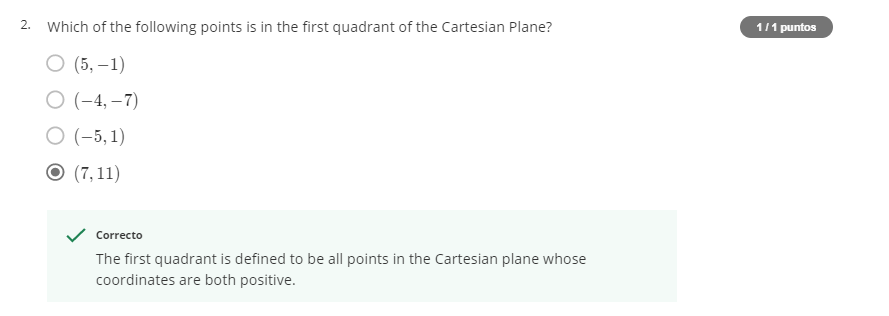 2. Which of the following points is in the first quadrant of the Cartesian Plane?
1 / 1 puntos
(5, −1)
(−4, −7)
(−5, 1)
(7, 11)
Correcto
The first quadrant is defined to be all points in the Cartesian plane whose
coordinates are both positive.